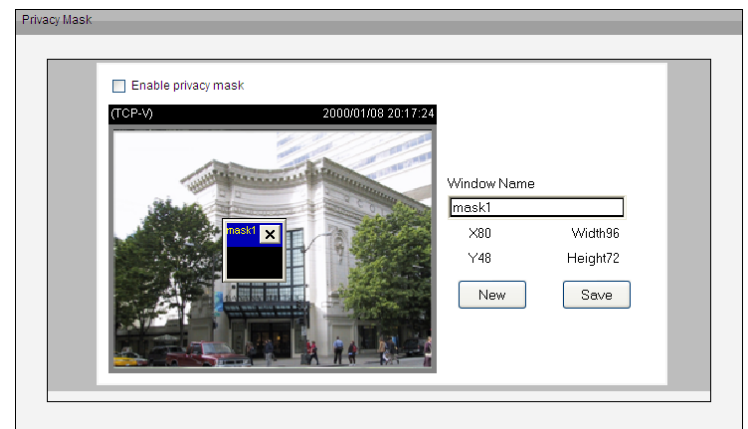 Privacy Mask
Enable privacy mask
(TCP-V) 2000/01/08 20:17:24
mask1
Window Name
mask1
X80 Width96
Y48 Height72
New Save